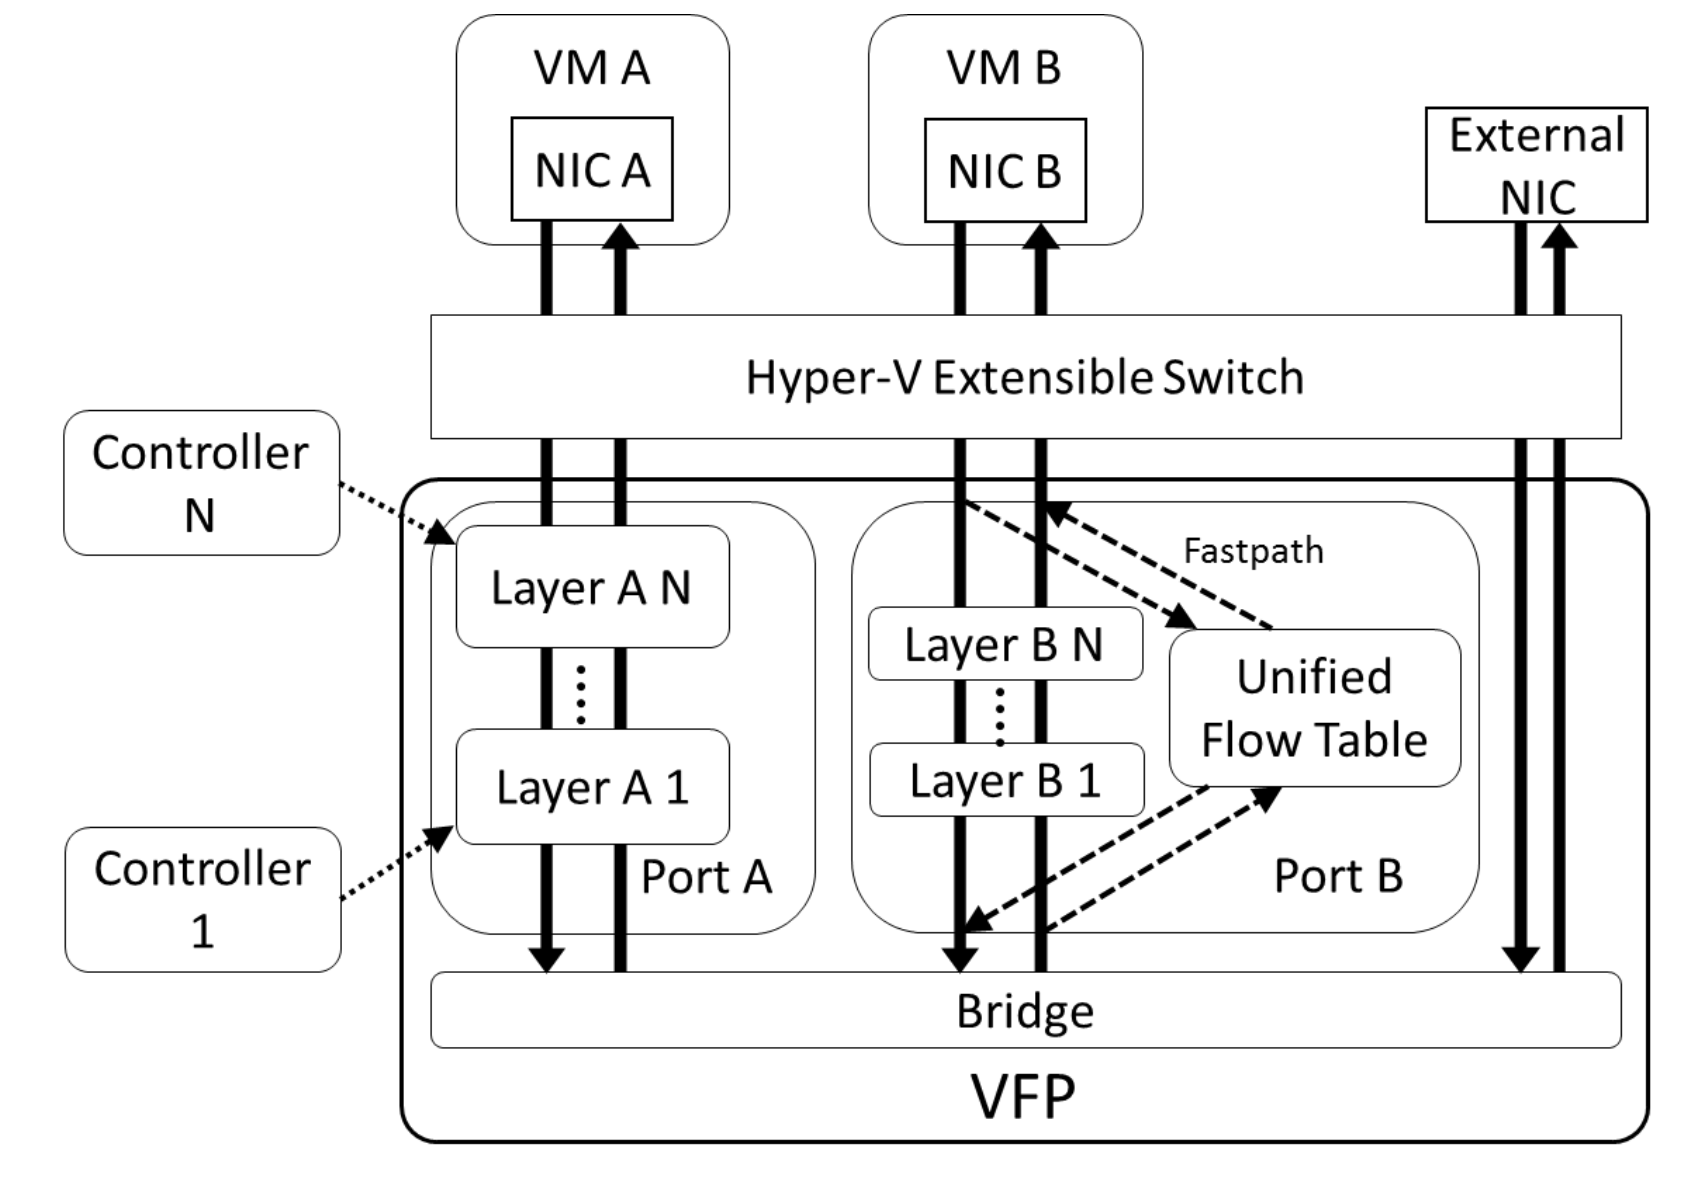 VM A
NIC A
VM B
NIC B
External
NIC
Hyper-V Extensible Switch
Controller
N
Layer A N
Layer A 1
Port A
Controller
1
Fastpath
Layer B N
Layer B 1
Unified
Flow Table
Port B
Bridge
VFP